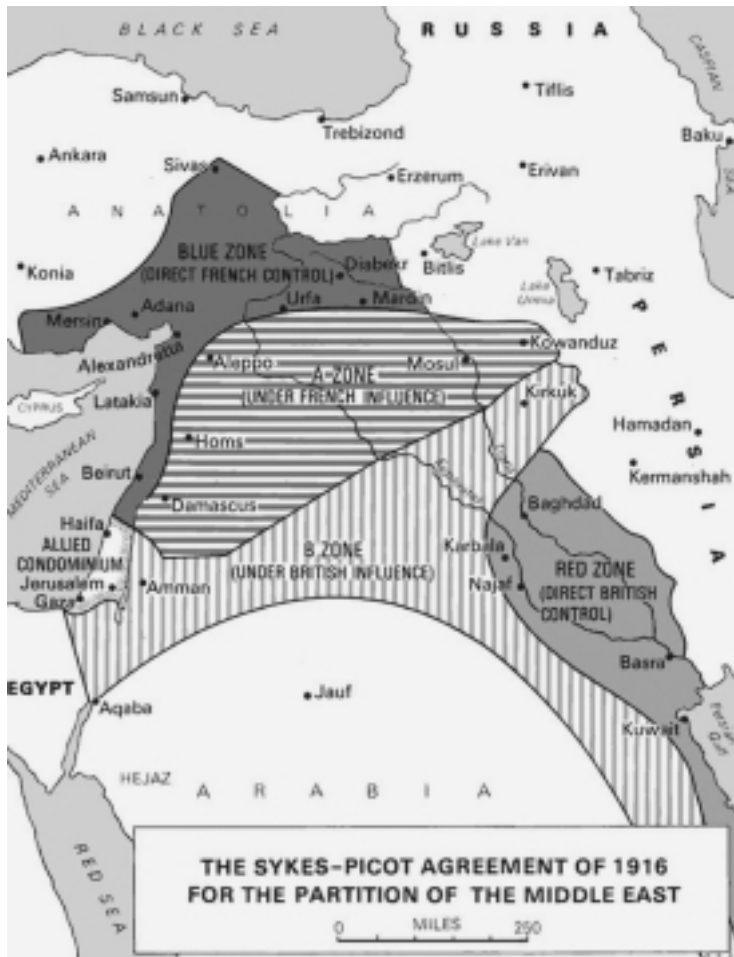 BLACK SEA
RUSSIA
CASPIAN
SEA
Samsun
Trebizond
Tiflis
Baku
Ankara
Sivas
Erzerum
Erivan
ANATOLIA
Lake Van
BLUE ZONE
(DIRECT FRENCH CONTROL)
Diabekr
Bitlis
Konia
Tabriz
Lake
Urmia
Mersin
Adana
Urfa
Mardin
PERSIA
Alexandretta
Aleppo
Mosul
Rowanduz
A-ZONE
(UNDER FRENCH INFLUENCE)
CYPRUS
Latakia
Kirkuk
Hamadan
Homs
MEDITERRANEAN
SEA
Kermanshah
Beirut
Euphrates
Damascus
Baghdad
Haifa
ALLIED
CONDOMINIUM
B ZONE
(UNDER BRITISH INFLUENCE)
Karbala
RED ZONE
(DIRECT BRITISH
CONTROL)
Jerusalem
Amman
Najaf
Gaza
Basra
EGYPT
Aqaba
Jauf
Kuwait
Persian
Gulf
HEJAZ
ARABIA
RED SEA
THE SYKES-PICOT AGREEMENT OF 1916
FOR THE PARTITION OF THE MIDDLE EAST
0 MILES 250